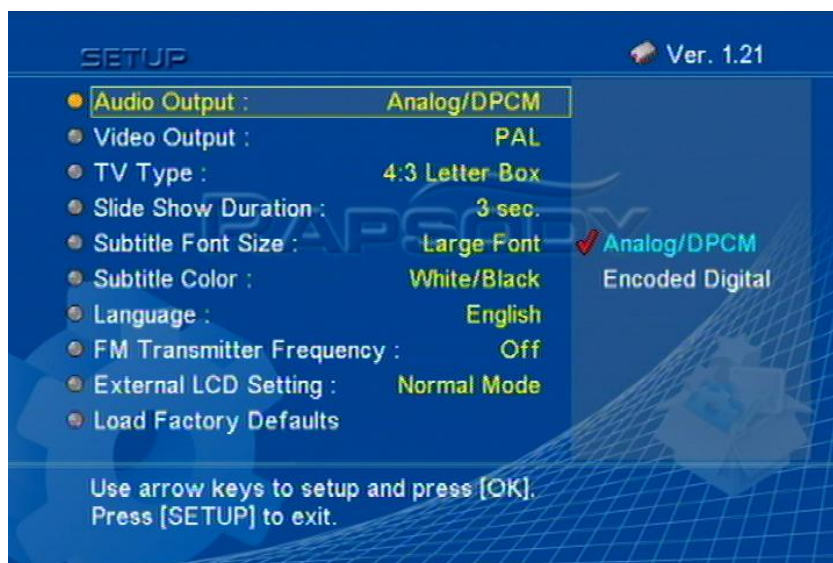 SETUP
Ver. 1.21
Audio Output : Analog/DPCM
Video Output : PAL
TV Type : 4:3 Letter Box
Slide Show Duration : 3 sec.
Subtitle Font Size : Large Font
Subtitle Color : White/Black
Language : English
FM Transmitter Frequency : Off
External LCD Setting : Normal Mode
Load Factory Defaults
Analog/DPCM
Encoded Digital
PAPSODY
Use arrow keys to setup and press [OK].
Press [SETUP] to exit.